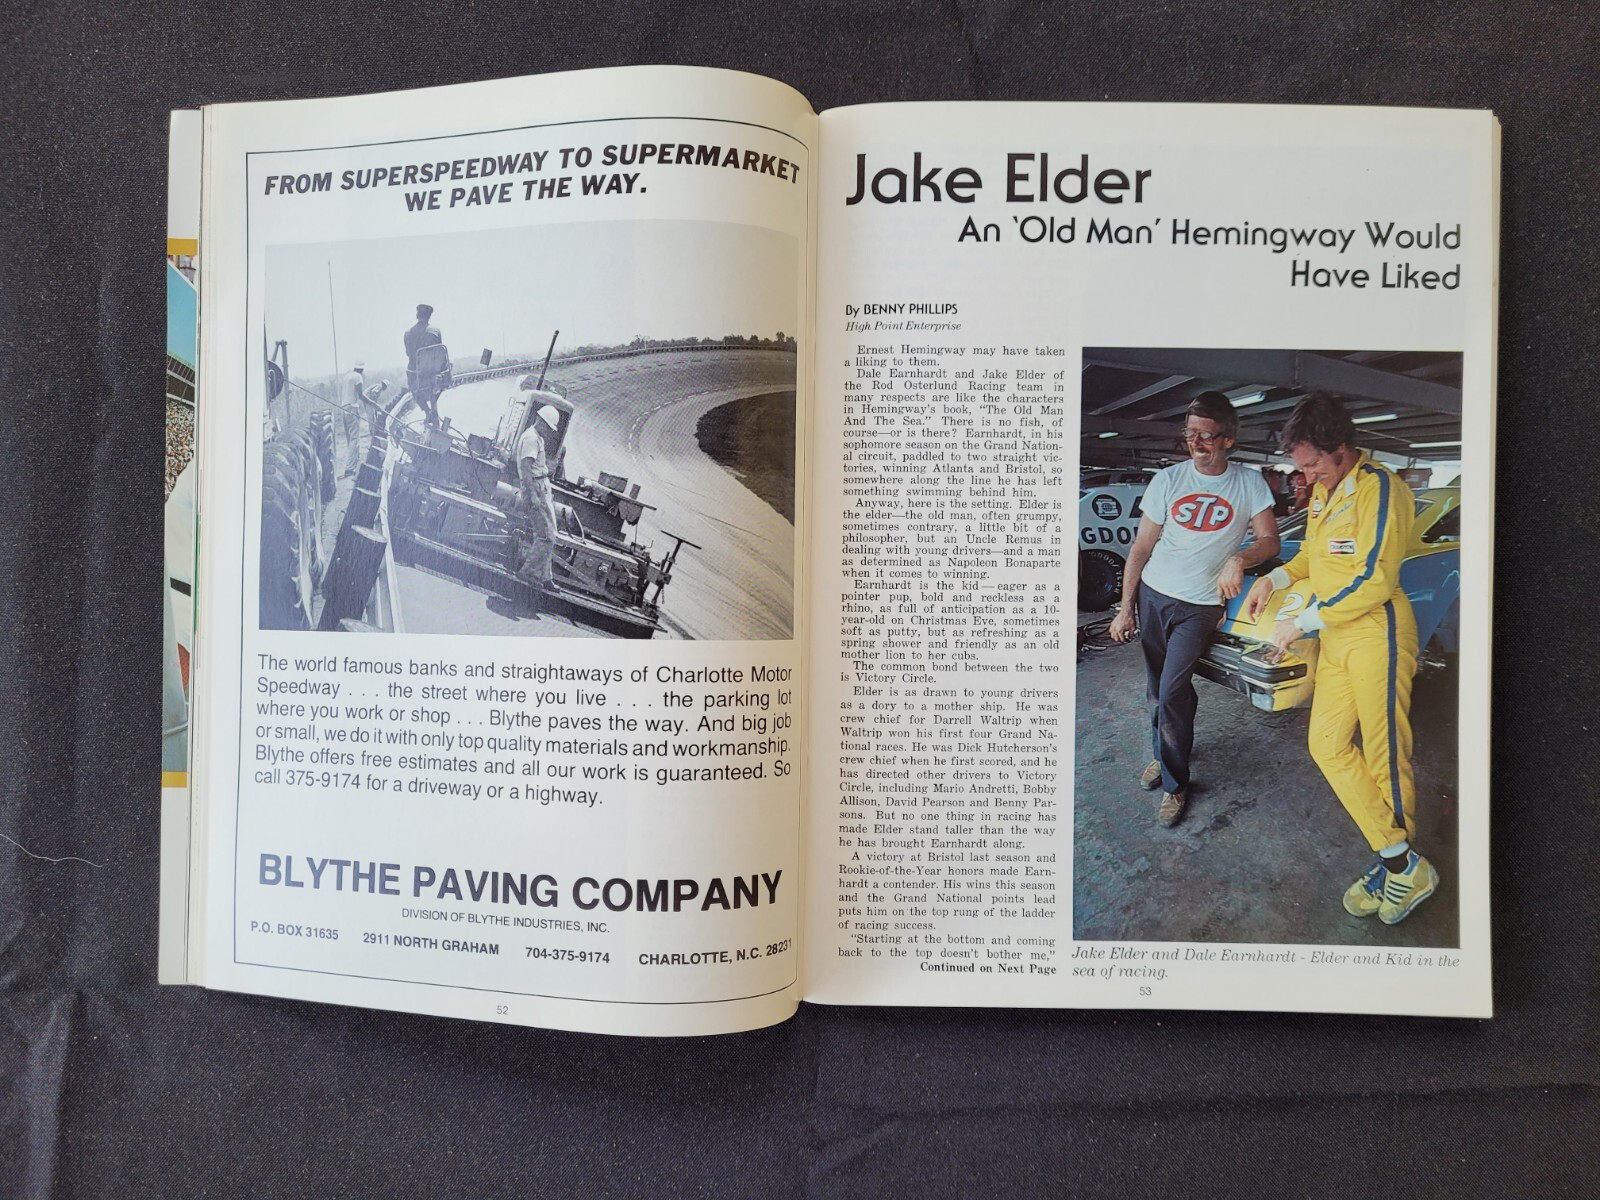 FROM SUPERSPEEDWAY TO SUPERMARKET
WE PAVE THE WAY.
The world famous banks and straightaways of Charlotte Motor
Speedway . . . the street where you live . . . the parking lot
where you work or shop . . . Blythe paves the way. And big job
or small, we do it with only top quality materials and workmanship.
Blythe offers free estimates and all our work is guaranteed. So
call 375-9174 for a driveway or a highway.
BLYTHE PAVING COMPANY
DIVISION OF BLYTHE INDUSTRIES, INC.
P.O. BOX 31635 2911 NORTH GRAHAM 704-375-9174 CHARLOTTE, N.C. 28231
52
Jake Elder
An ‘Old Man’ Hemingway Would
Have Liked
By BENNY PHILLIPS
High Point Enterprise
Ernest Hemingway may have taken
a liking to them.
Dale Earnhardt and Jake Elder of
the Rod Osterlund Racing team in
many respects are like the characters
in Hemingway's book, "The Old Man
And The Sea." There is no fish, of
course—or is there? Earnhardt, in his
sophomore season on the Grand Nation-
al circuit, paddled to two straight vic-
tories, winning Atlanta and Bristol, so
somewhere along the line he has left
something swimming behind him.
Anyway, here is the setting. Elder is
the elder—the old man, often grumpy,
sometimes contrary, a little bit of a
philosopher, but an Uncle Remus in
dealing with young drivers—and a man
as determined as Napoleon Bonaparte
when it comes to winning.
Earnhardt is the kid—eager as a
pointer pup, bold and reckless as a
rhino, as full of anticipation as a 10-
year-old on Christmas Eve, sometimes
soft as putty, but as refreshing as a
spring shower and friendly as an old
mother lion to her cubs.
The common bond between the two
is Victory Circle.
Elder is as drawn to young drivers
as a dory to a mother ship. He was
crew chief for Darrell Waltrip when
Waltrip won his first four Grand Na-
tional races. He was Dick Hutcherson's
crew chief when he first scored, and he
has directed other drivers to Victory
Circle, including Mario Andretti, Bobby
Allison, David Pearson and Benny Par-
sons. But no one thing in racing has
made Elder stand taller than the way
he has brought Earnhardt along.
A victory at Bristol last season and
Rookie-of-the-Year honors made Earn-
hardt a contender. His wins this season
and the Grand National points lead
puts him on the top rung of the ladder
of racing success.
"Starting at the bottom and coming
back to the top doesn't bother me,"
Continued on Next Page
STP
GDO
GOODYEAR
CHAMPION
2
Jake Elder and Dale Earnhardt - Elder and Kid in the
sea of racing.
53